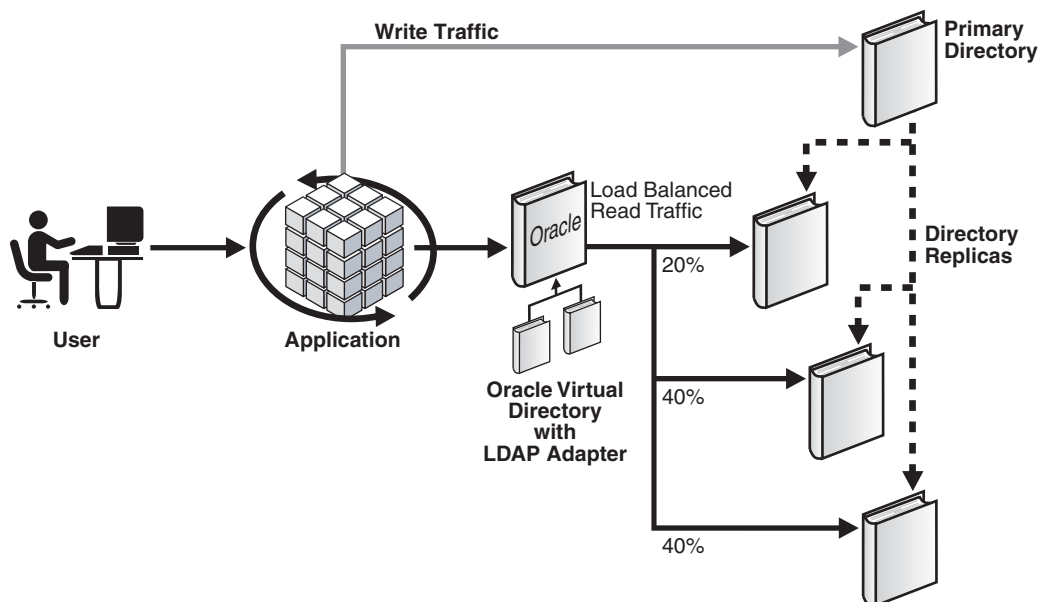 Write Traffic
Primary
Directory
Load Balanced
Read Traffic
Oracle
20%
Directory
Replicas
User
Application
Oracle Virtual
Directory
with
LDAP Adapter
40%
40%